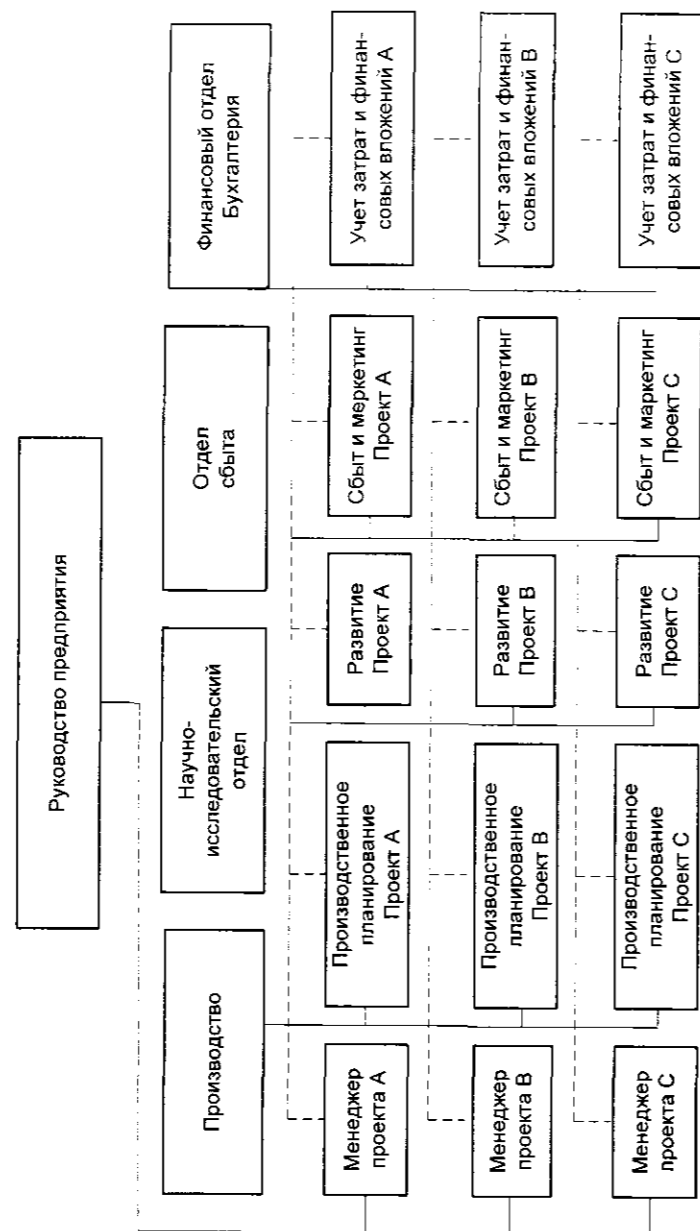 Руководство предприятия
Производство
Научно-
исследовательский
отдел
Отдел
сбыта
Финансовый отдел
Бухгалтерия
Менеджер
проекта А
Производственное
планирование
Проект А
Развитие
Проект А
Сбыт и меркетинг
Проект А
Учет затрат и финан-
совых вложений А
Менеджер
проекта В
Производственное
планирование
Проект В
Развитие
Проект В
Сбыт и маркетинг
Проект В
Учет затрат и финан-
совых вложений В
Менеджер
проекта С
Производственное
планирование
Проект С
Развитие
Проект С
Сбыт и маркетинг
Проект С
Учет затрат и финан-
совых вложений С